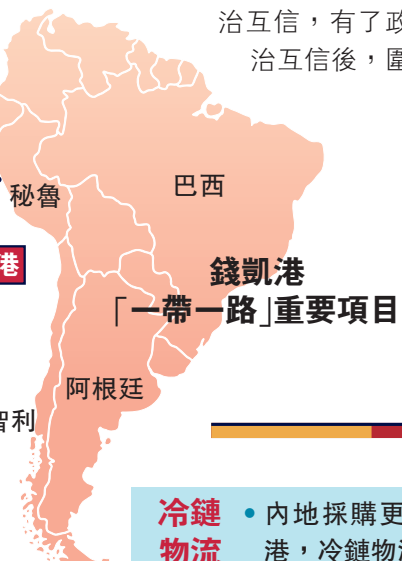 治互信，有了政
治互信後，圍
巴西
秘魯
港
錢凱港
「一帶一路」重要項目
阿根廷
智利
冷鏈
物流
• 內地採購更
港，冷鏈物流